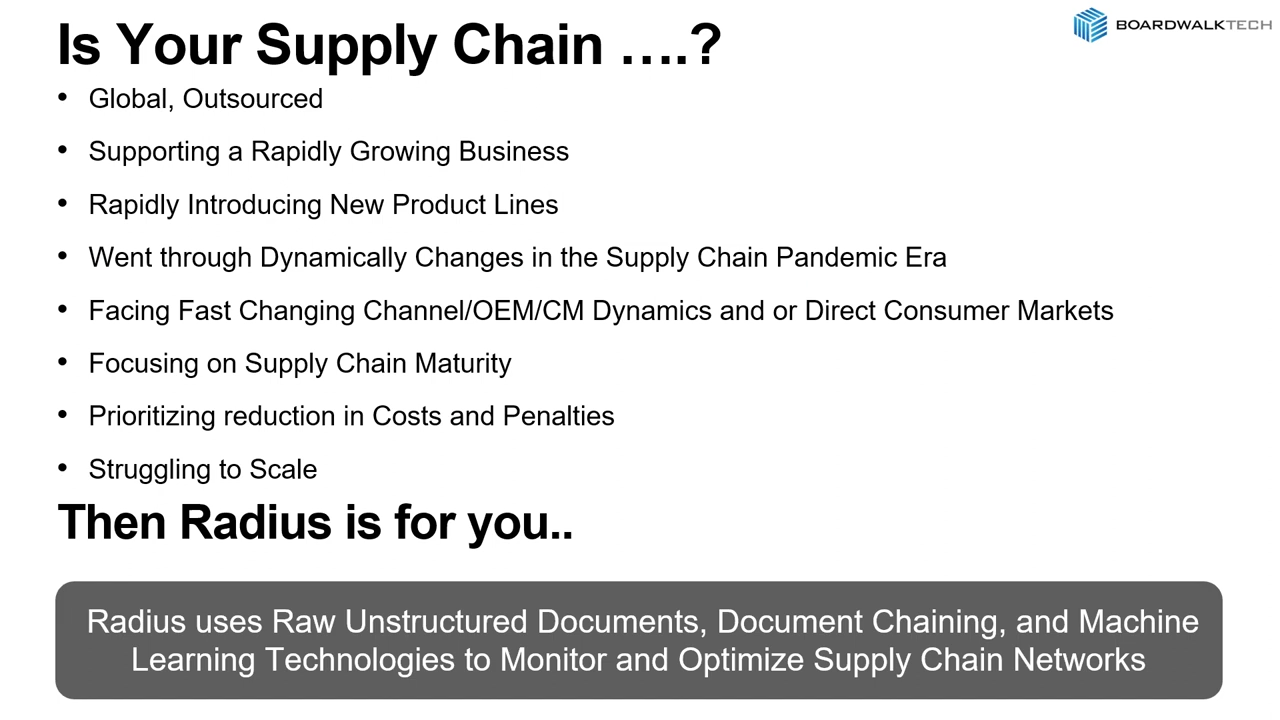 Is Your Supply Chain ….?
BOARDWALKTECH
• Global, Outsourced
• Supporting a Rapidly Growing Business
• Rapidly Introducing New Product Lines
• Went through Dynamically Changes in the Supply Chain Pandemic Era
• Facing Fast Changing Channel/OEM/CM Dynamics and or Direct Consumer Markets
• Focusing on Supply Chain Maturity
• Prioritizing reduction in Costs and Penalties
• Struggling to Scale
Then Radius is for you..
Radius uses Raw Unstructured Documents, Document Chaining, and Machine
Learning Technologies to Monitor and Optimize Supply Chain Networks